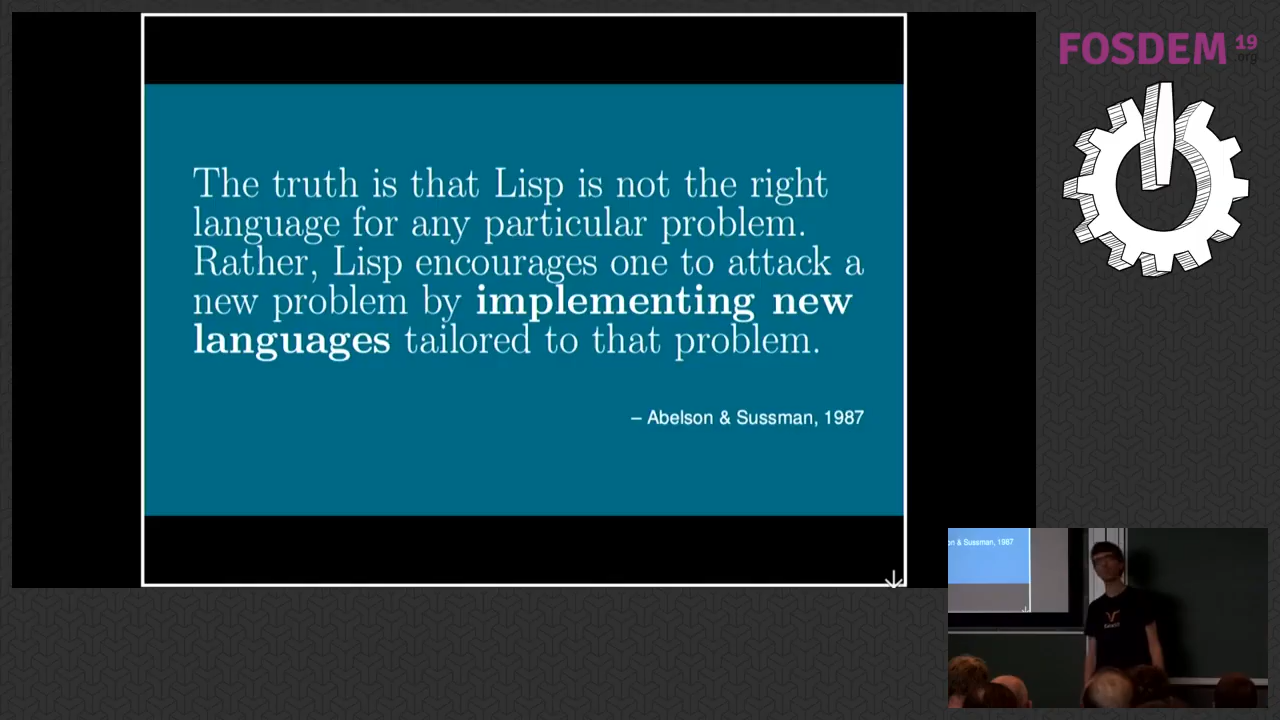 FOSDEM 19
.org
The truth is that Lisp is not the right
language for any particular problem.
Rather, Lisp encourages one to attack a
new problem by implementing new
languages tailored to that problem.
– Abelson & Sussman, 1987
on & Sussman, 1987